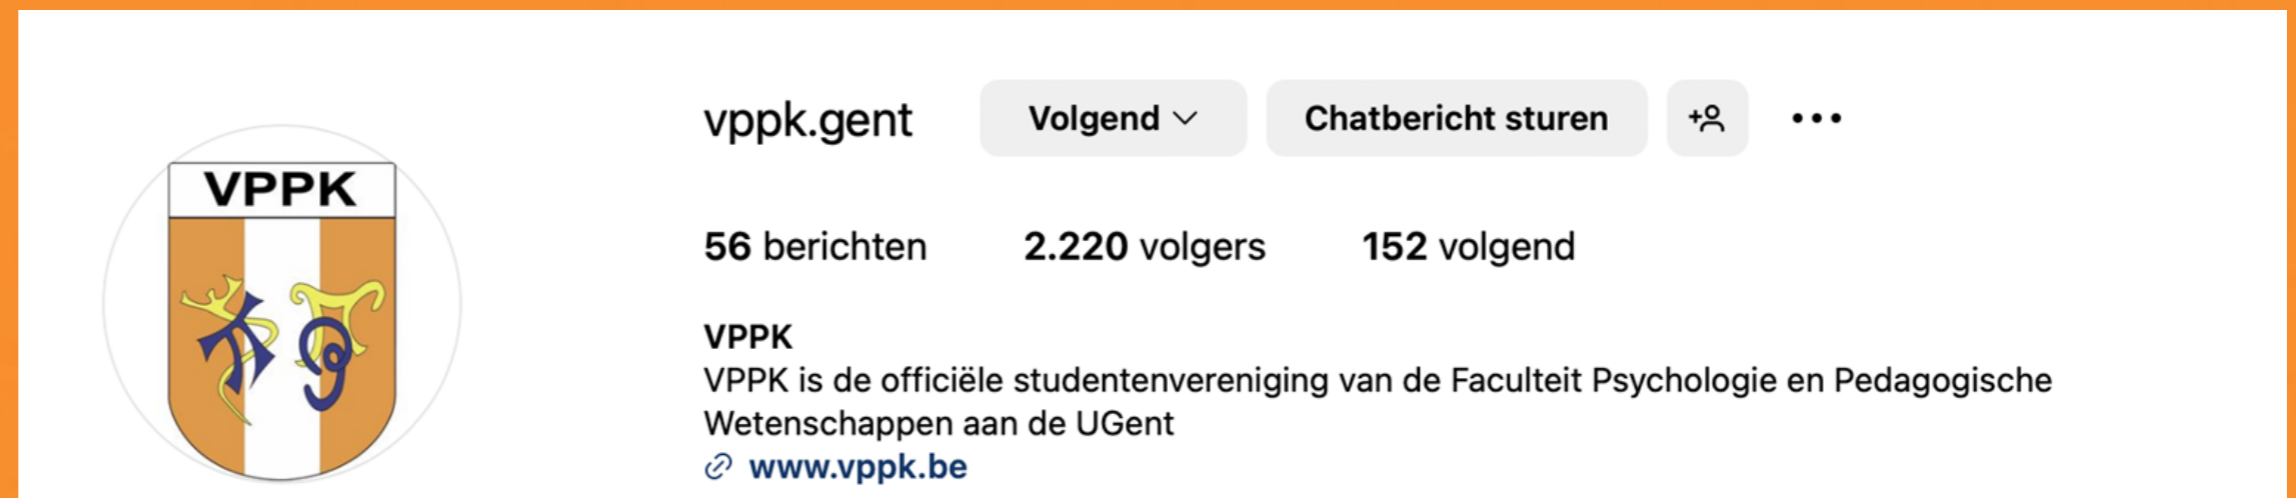 vppk.gent Volgend Chatbericht sturen
VPPK
56 berichten 2.220 volgers 152 volgend
VPPK
VPPK is de officiële studentenvereniging van de Faculteit Psychologie en Pedagogische
Wetenschappen aan de UGent
www.vppk.be